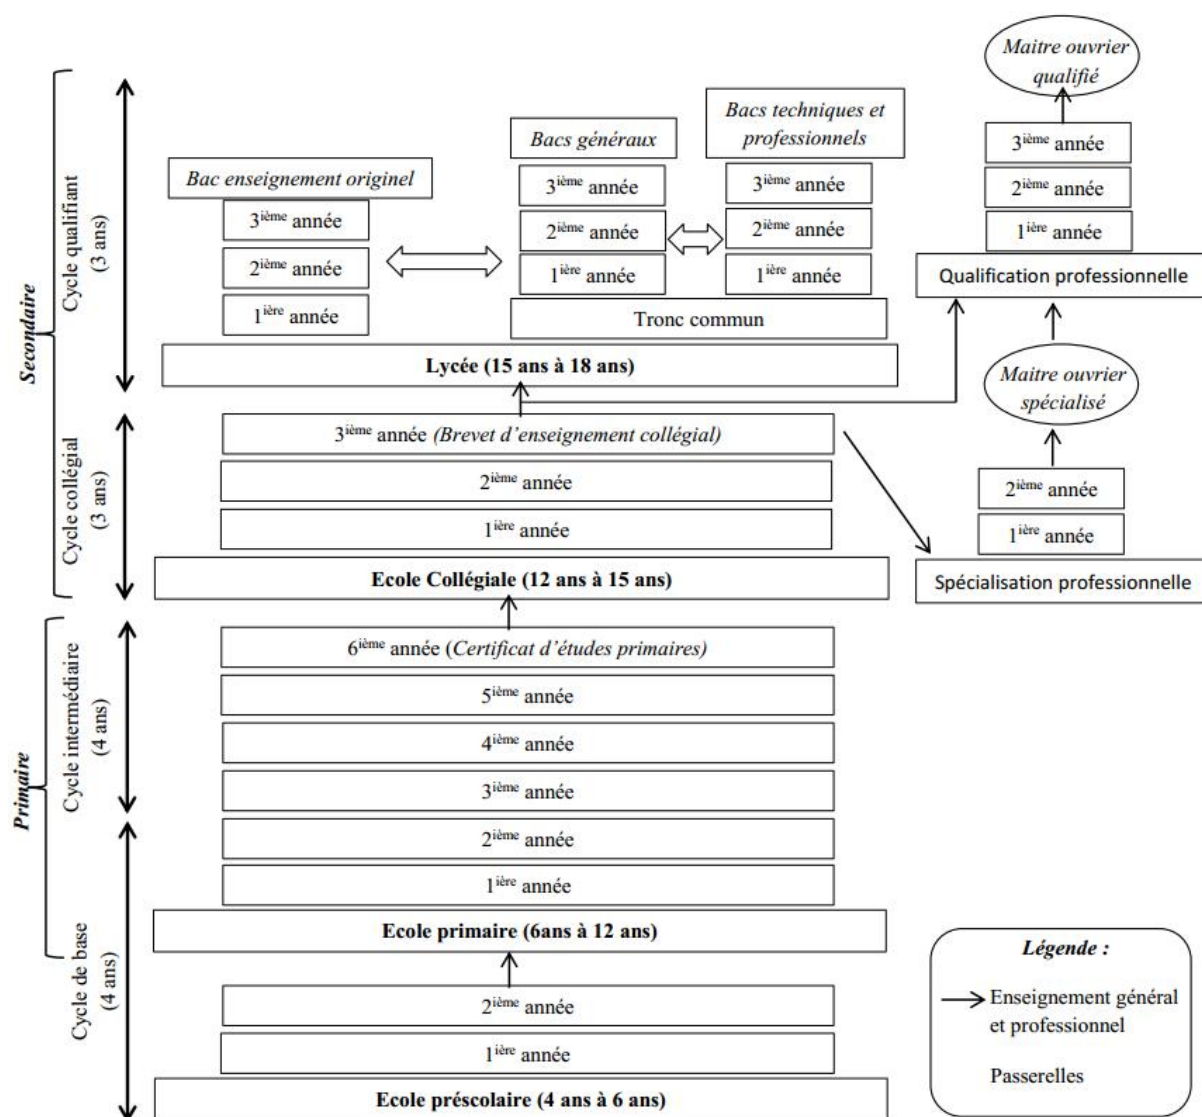 Maitre ouvrier
qualifié
Bacs techniques et
professionnels
Bacs généraux
Bac enseignement originel
3ième année
2ième année
1ière année
3ième année
2ième année
1ière année
3ième année
2ième année
1ière année
3ième année
2ième année
1ière année
Qualification professionnelle
Tronc commun
Lycée (15 ans à 18 ans)
Cycle qualifiant
(3 ans)
Secondaire
Maitre ouvrier
spécialisé
3ième année (Brevet d'enseignement collégial)
2ième année
1ière année
Ecole Collégiale (12 ans à 15 ans)
Cycle collégial
(3 ans)
2ième année
1ière année
Spécialisation professionnelle
6ième année (Certificat d'études primaires)
5ième année
4ième année
3ième année
2ième année
1ière année
Ecole primaire (6ans à 12 ans)
Cycle intermédiaire
(4 ans)
Primaire
2ième année
1ière année
Ecole préscolaire (4 ans à 6 ans)
Cycle de base
(4 ans)
Légende :
Enseignement général
et professionnel
Passerelles